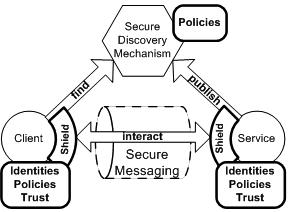 Secure
Discovery
Mechanism
Policies
find
publish
Client
Shield
interact
Secure
Messaging
Shield
Service
Identities
Policies
Trust
Identities
Policies
Trust